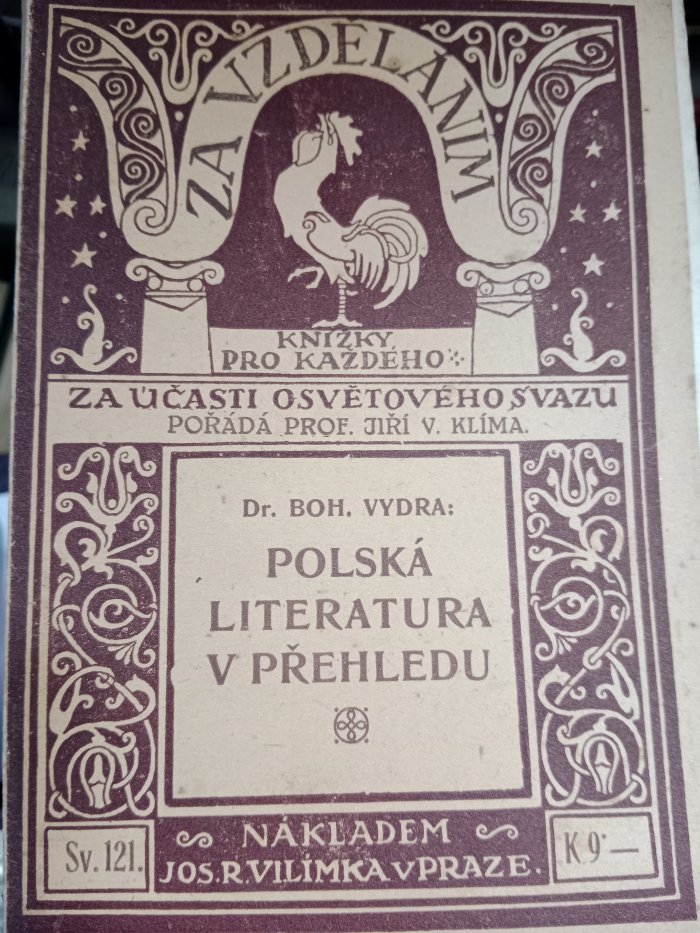 ZA VZDĚLÁNÍM
KNÍŽKY
PRO KAŽDÉHO
ZA ÚČASTI OSVĚTOVÉHO SVAZU
POŘÁDÁ PROF. JIŘÍ V. KLÍMA.
Dr. BOH. VYDRA:
POLSKÁ
LITERATURA
V PŘEHLEDU
Sv. 121.
NÁKLADEM
JOS. R. VILÍMKA V PRAZE.
K 9·—